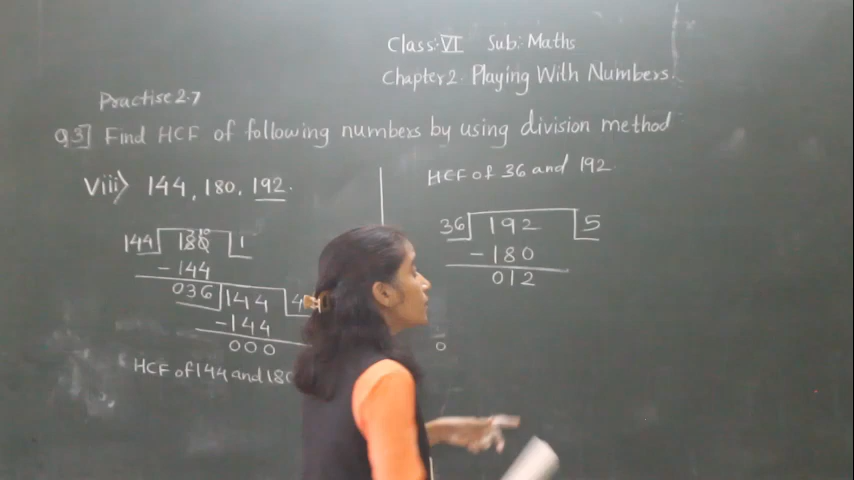 Class: VI Sub: Maths
Chapter 2. Playing With Numbers.
Practise 2.7
Q3] Find HCF of following numbers by using division method
Viii) 144, 180, 192.
144 180 1
-144
036 144 4
-144
000
HCF of 144 and 180
HCF of 36 and 192.
36 192 5
-180
012
0